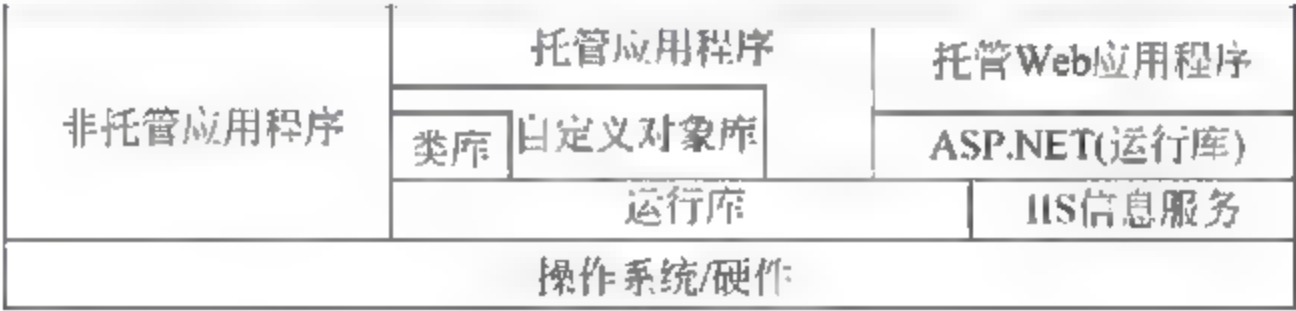 托管应用程序
托管Web应用程序
非托管应用程序
类库
自定义对象库
ASP.NET(运行库)
运行库
IIS信息服务
操作系统/硬件